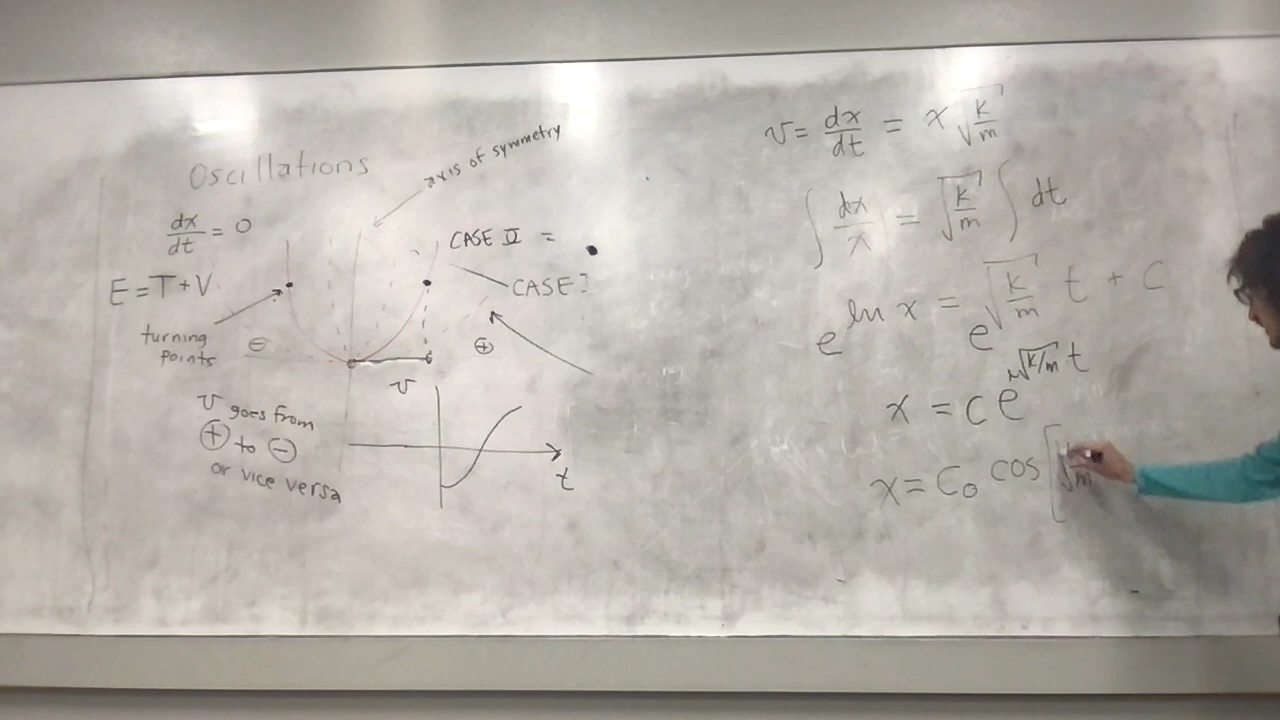 Oscillations
axis of symmetry
dx/dt = 0
CASE II =
E = T + V
CASE I
turning points
⊖
⊕
v
v goes from
⊕ to ⊖
or vice versa
t
v = dx/dt = x √(k/m)
∫ dx/x = √(k/m) ∫ dt
e^(ln x) = e^(√(k/m) t + C)
x = c e^(√(k/m) t)
x = C₀ cos [√(k/m)